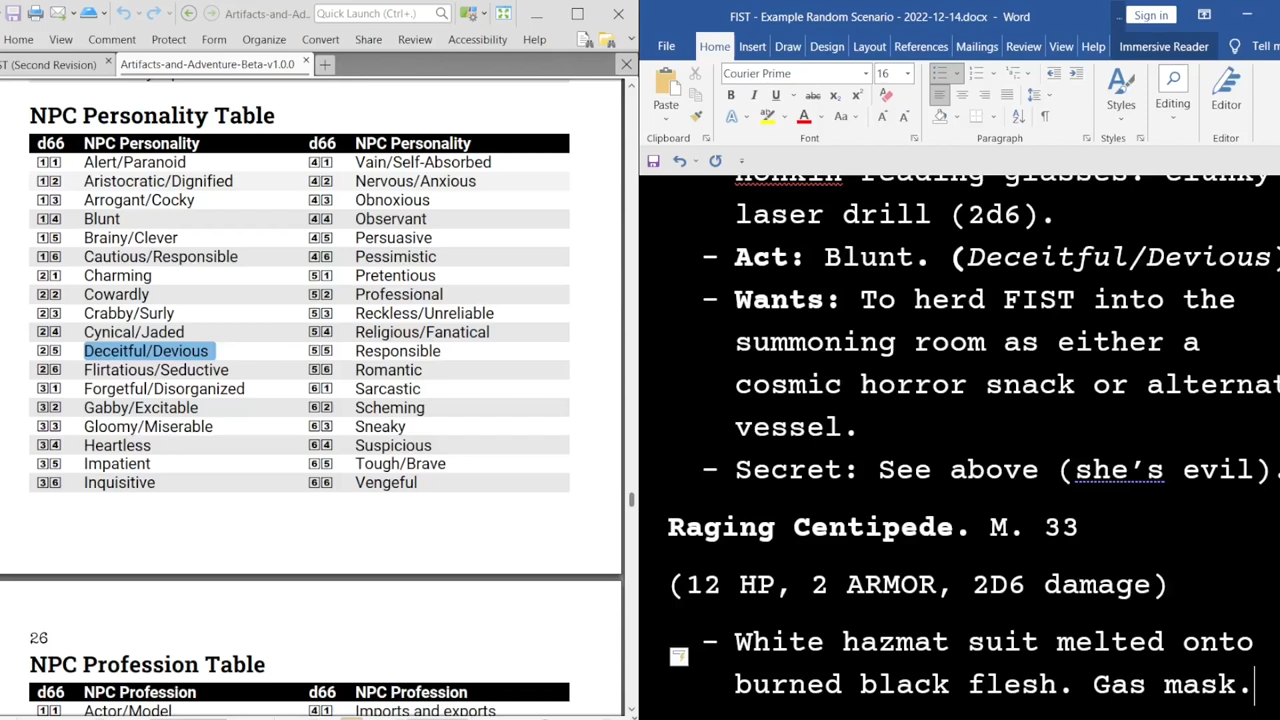 Artifacts-and-Ad...
Quick Launch (Ctrl+.)
Home View Comment Protect Form Organize Convert Share Review Accessibility Help
ST (Second Revision)
Artifacts-and-Adventure-Beta-v1.0.0
NPC Personality Table
d66 NPC Personality d66 NPC Personality
11 Alert/Paranoid 41 Vain/Self-Absorbed
12 Aristocratic/Dignified 42 Nervous/Anxious
13 Arrogant/Cocky 43 Obnoxious
14 Blunt 44 Observant
15 Brainy/Clever 45 Persuasive
16 Cautious/Responsible 46 Pessimistic
21 Charming 51 Pretentious
22 Cowardly 52 Professional
23 Crabby/Surly 53 Reckless/Unreliable
24 Cynical/Jaded 54 Religious/Fanatical
25 Deceitful/Devious 55 Responsible
26 Flirtatious/Seductive 56 Romantic
31 Forgetful/Disorganized 61 Sarcastic
32 Gabby/Excitable 62 Scheming
33 Gloomy/Miserable 63 Sneaky
34 Heartless 64 Suspicious
35 Impatient 65 Tough/Brave
36 Inquisitive 66 Vengeful
26
NPC Profession Table
d66 NPC Profession d66 NPC Profession
11 Actor/Model 41 Imports and exports
FIST - Example Random Scenario - 2022-12-14.docx - Word
... Sign in
File Home Insert Draw Design Layout References Mailings Review View Help Immersive Reader Tell m
Paste
Courier Prime 16
B I U abc x₂ x²
A A Aa A A
Styles Editing Editor
Clipboard Font Paragraph Styles Editor
honkin reading glasses. clunky
laser drill (2d6).
- Act: Blunt. (Deceitful/Devious)
- Wants: To herd FIST into the
summoning room as either a
cosmic horror snack or alternat
vessel.
- Secret: See above (she's evil).
Raging Centipede. M. 33
(12 HP, 2 ARMOR, 2D6 damage)
- White hazmat suit melted onto
burned black flesh. Gas mask.